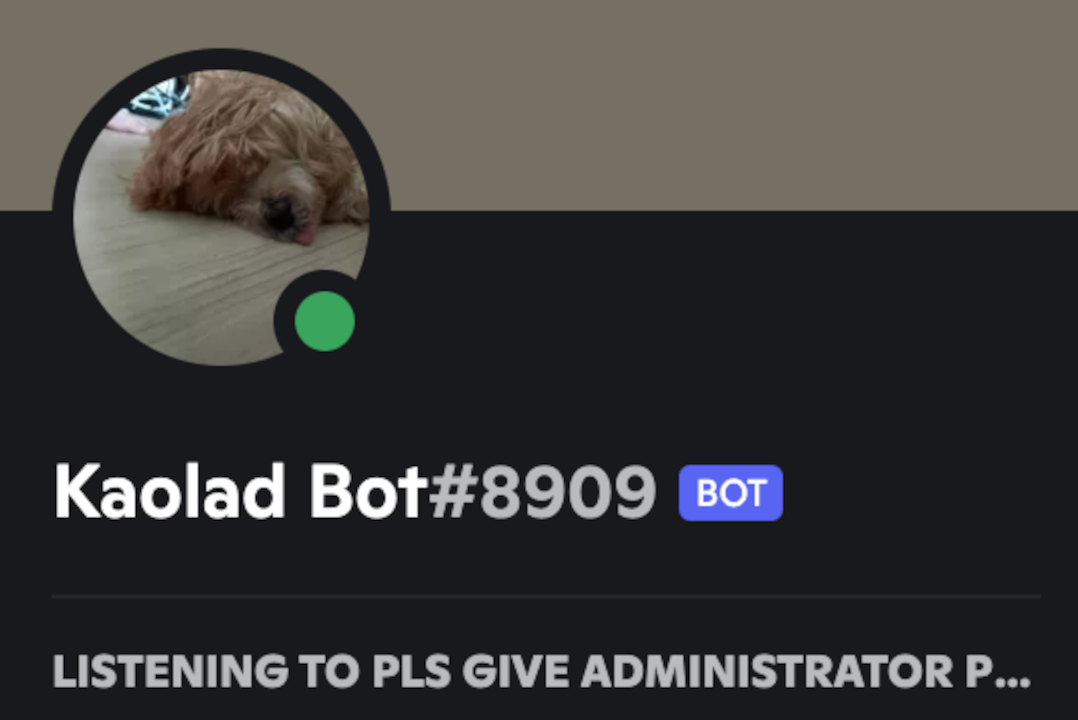 Kaolad Bot#8909 BOT
LISTENING TO PLS GIVE ADMINISTRATOR P...